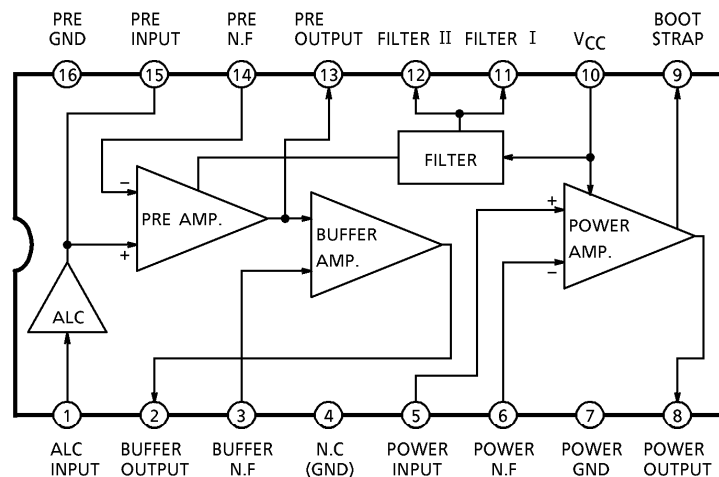 PRE PRE PRE PRE BOOT
GND INPUT N.F OUTPUT FILTER II FILTER I VCC STRAP
16 15 14 13 12 11 10 9
FILTER
−
PRE AMP.
+
BUFFER
AMP.
+
POWER
AMP.
−
ALC
1 2 3 4 5 6 7 8
ALC BUFFER BUFFER N.C POWER POWER POWER POWER
INPUT OUTPUT N.F (GND) INPUT N.F GND OUTPUT